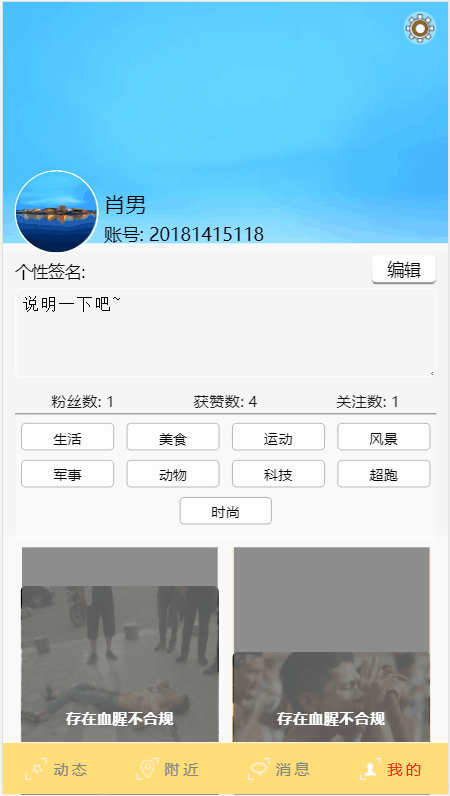 肖男
账号: 20181415118
个性签名:
编辑
说明一下吧~
粉丝数: 1 获赞数: 4 关注数: 1
生活 美食 运动 风景
军事 动物 科技 超跑
时尚
存在血腥不合规 存在血腥不合规
动态 附近 消息 我的